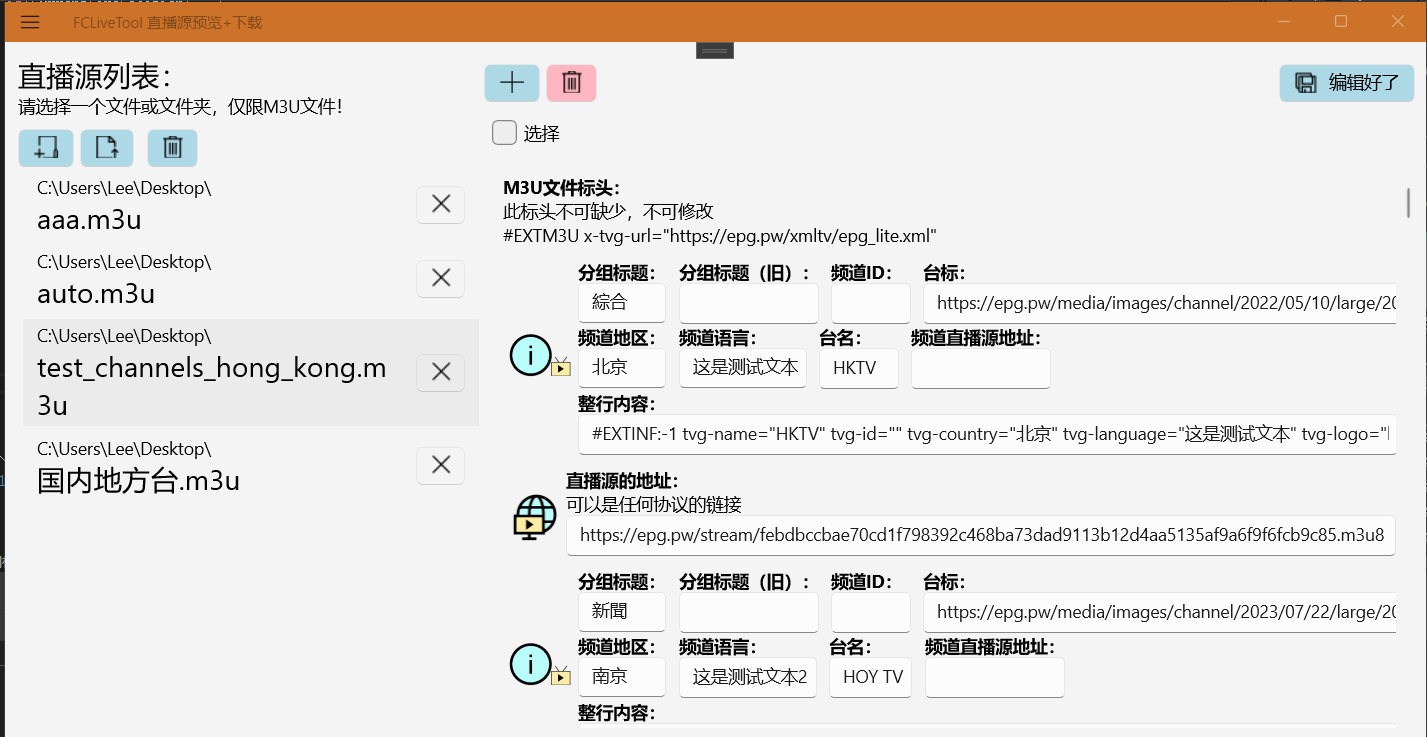 FCLiveTool 直播源预览+下载
直播源列表：
请选择一个文件或文件夹，仅限M3U文件！
C:\Users\Lee\Desktop\
aaa.m3u
C:\Users\Lee\Desktop\
auto.m3u
C:\Users\Lee\Desktop\
test_channels_hong_kong.m
3u
C:\Users\Lee\Desktop\
国内地方台.m3u
编辑好了
选择
M3U文件标头：
此标头不可缺少，不可修改
#EXTM3U x-tvg-url="https://epg.pw/xmltv/epg_lite.xml"
分组标题： 分组标题（旧）： 频道ID： 台标：
綜合 https://epg.pw/media/images/channel/2022/05/10/large/20
频道地区： 频道语言： 台名： 频道直播源地址：
北京 这是测试文本 HKTV
整行内容：
#EXTINF:-1 tvg-name="HKTV" tvg-id="" tvg-country="北京" tvg-language="这是测试文本" tvg-logo="
直播源的地址：
可以是任何协议的链接
https://epg.pw/stream/febdbccbae70cd1f798392c468ba73dad9113b12d4aa5135af9a6f9f6fcb9c85.m3u8
分组标题： 分组标题（旧）： 频道ID： 台标：
新聞 https://epg.pw/media/images/channel/2023/07/22/large/20
频道地区： 频道语言： 台名： 频道直播源地址：
南京 这是测试文本2 HOY TV
整行内容：